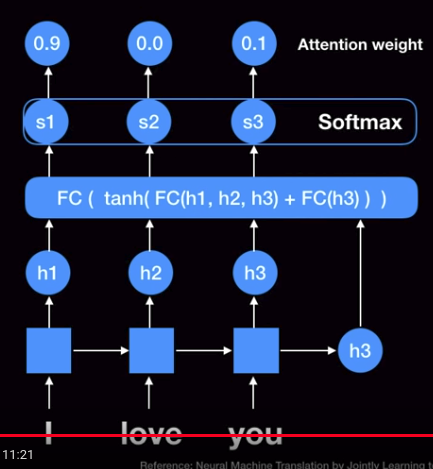 0.9 0.0 0.1 Attention weight
s1 s2 s3 Softmax
FC ( tanh( FC(h1, h2, h3) + FC(h3) ) )
h1 h2 h3
h3
I love you
11:21
Reference: Neural Machine Translation by Jointly Learning t